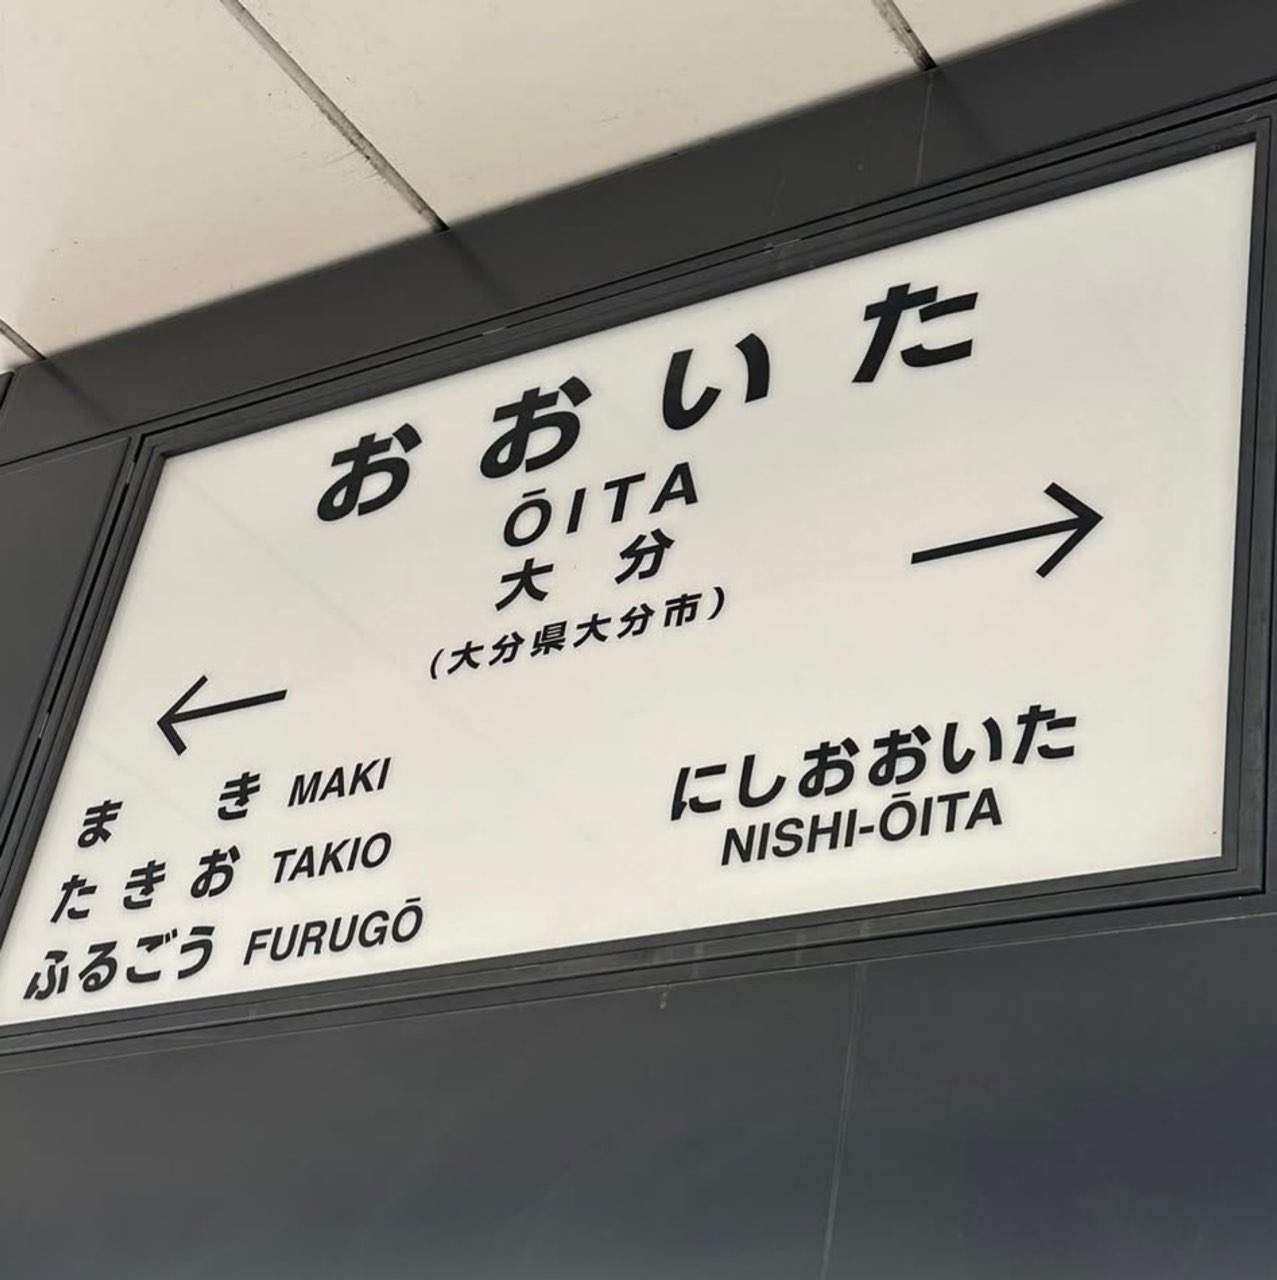 おおいた
ŌITA
大分
(大分県大分市)
まき MAKI
たきお TAKIO
ふるごう FURUGŌ
にしおおいた
NISHI-ŌITA